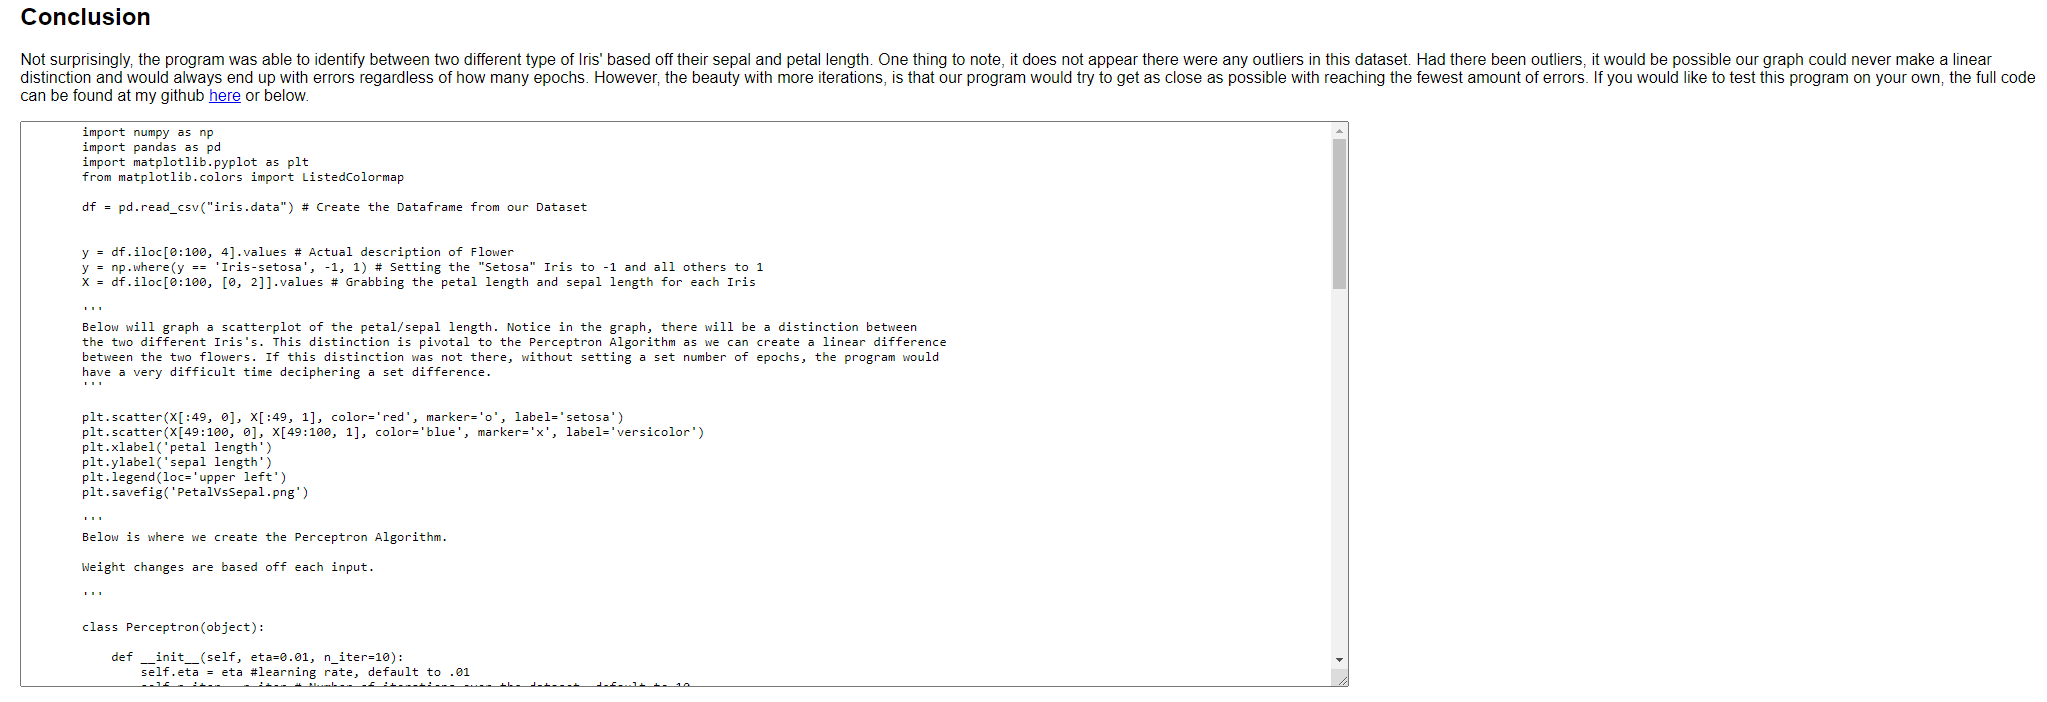 Conclusion
Not surprisingly, the program was able to identify between two different type of Iris' based off their sepal and petal length. One thing to note, it does not appear there were any outliers in this dataset. Had there been outliers, it would be possible our graph could never make a linear
distinction and would always end up with errors regardless of how many epochs. However, the beauty with more iterations, is that our program would try to get as close as possible with reaching the fewest amount of errors. If you would like to test this program on your own, the full code
can be found at my github here or below.
import numpy as np
import pandas as pd
import matplotlib.pyplot as plt
from matplotlib.colors import ListedColormap
df = pd.read_csv("iris.data") # Create the Dataframe from our Dataset
y = df.iloc[0:100, 4].values # Actual description of Flower
y = np.where(y == 'Iris-setosa', -1, 1) # Setting the "Setosa" Iris to -1 and all others to 1
X = df.iloc[0:100, [0, 2]].values # Grabbing the petal length and sepal length for each Iris
'''
Below will graph a scatterplot of the petal/sepal length. Notice in the graph, there will be a distinction between
the two different Iris's. This distinction is pivotal to the Perceptron Algorithm as we can create a linear difference
between the two flowers. If this distinction was not there, without setting a set number of epochs, the program would
have a very difficult time deciphering a set difference.
'''
plt.scatter(X[:49, 0], X[:49, 1], color='red', marker='o', label='setosa')
plt.scatter(X[49:100, 0], X[49:100, 1], color='blue', marker='x', label='versicolor')
plt.xlabel('petal length')
plt.ylabel('sepal length')
plt.legend(loc='upper left')
plt.savefig('PetalVsSepal.png')
'''
Below is where we create the Perceptron Algorithm.
Weight changes are based off each input.
'''
class Perceptron(object):
def __init__(self, eta=0.01, n_iter=10):
self.eta = eta #learning rate, default to .01
self.n_iter = n_iter # Number of iterations over the dataset, default to 10